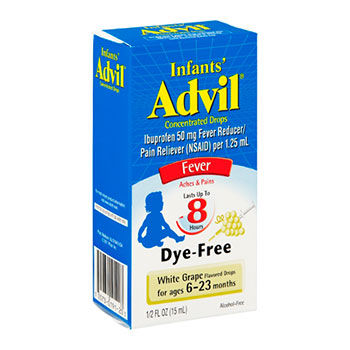 Infants'
Advil®
Concentrated Drops
Ibuprofen 50 mg Fever Reducer/
Pain Reliever (NSAID) per 1.25 mL
Fever
Aches & Pains
Lasts Up To
8
Hours
Dye-Free
White Grape Flavored Drops
for ages 6-23 months
1/2 FL OZ (15 mL)
Alcohol-Free